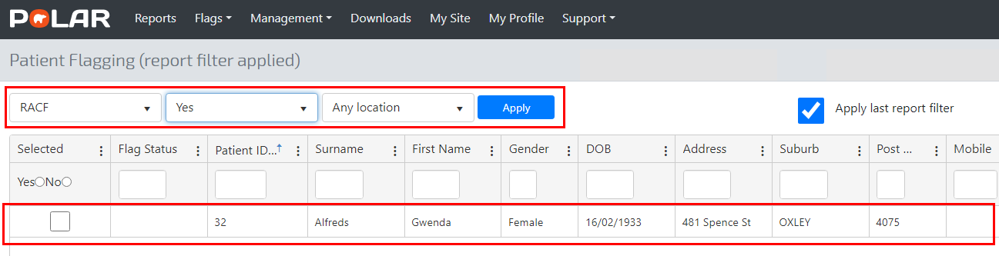 POLAR Reports Flags Management Downloads My Site My Profile Support
Patient Flagging (report filter applied)
RACF Yes Any location Apply Apply last report filter
Selected Flag Status Patient ID... Surname First Name Gender DOB Address Suburb Post ... Mobile
Yes No
32 Alfreds Gwenda Female 16/02/1933 481 Spence St OXLEY 4075